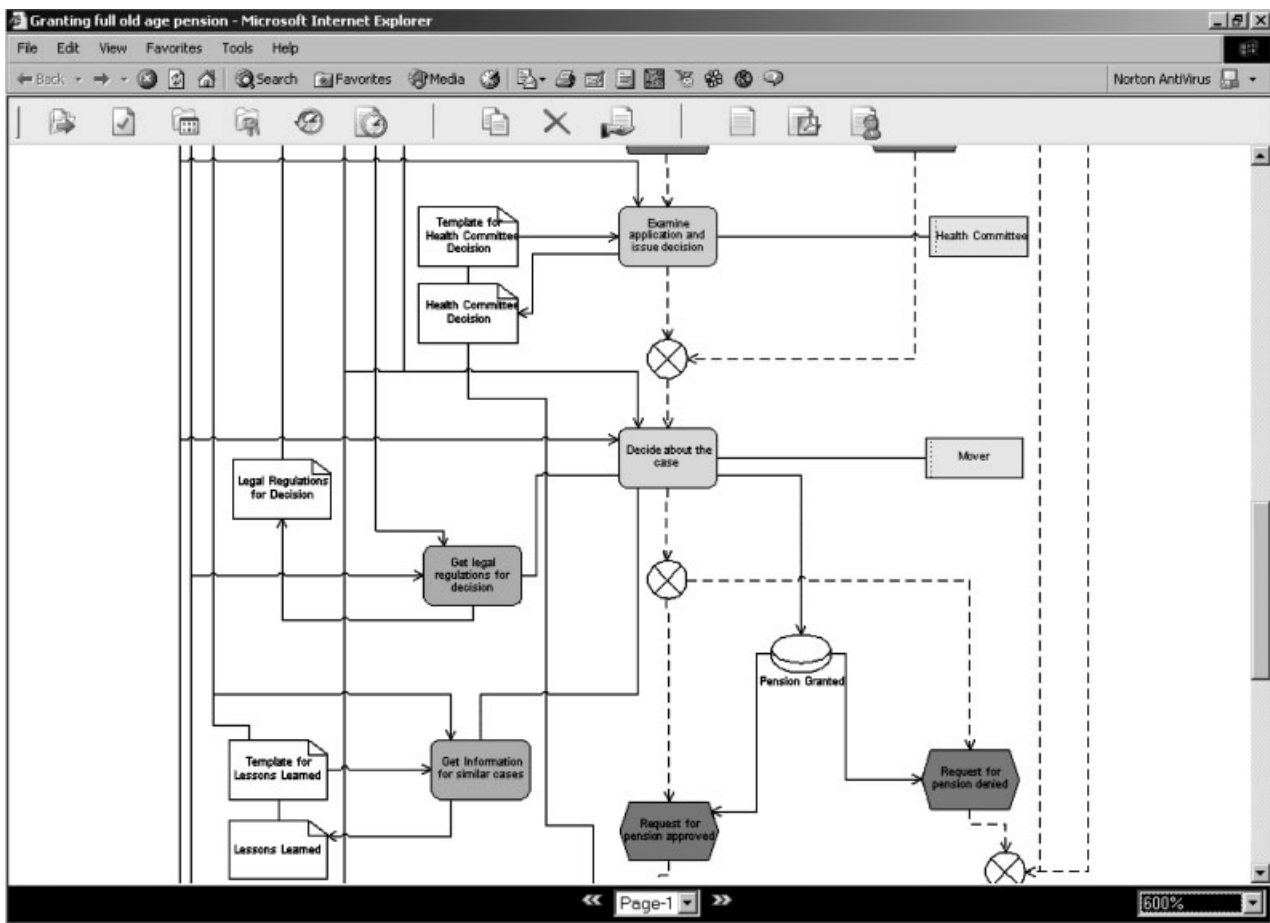 Granting full old age pension - Microsoft Internet Explorer
File Edit View Favorites Tools Help
Back Search Favorites Media Norton AntiVirus
Template for
Health Committee
Decision
Examine
application and
issue decision
Health Committee
Health Committee
Decision
Decide about the
case
Mover
Legal Regulations
for Decision
Get legal
regulations for
decision
Pension Granted
Template for
Lessons Learned
Get Information
for similar cases
Request for
pension denied
Request for
pension approved
Lessons Learned
Page-1
600%